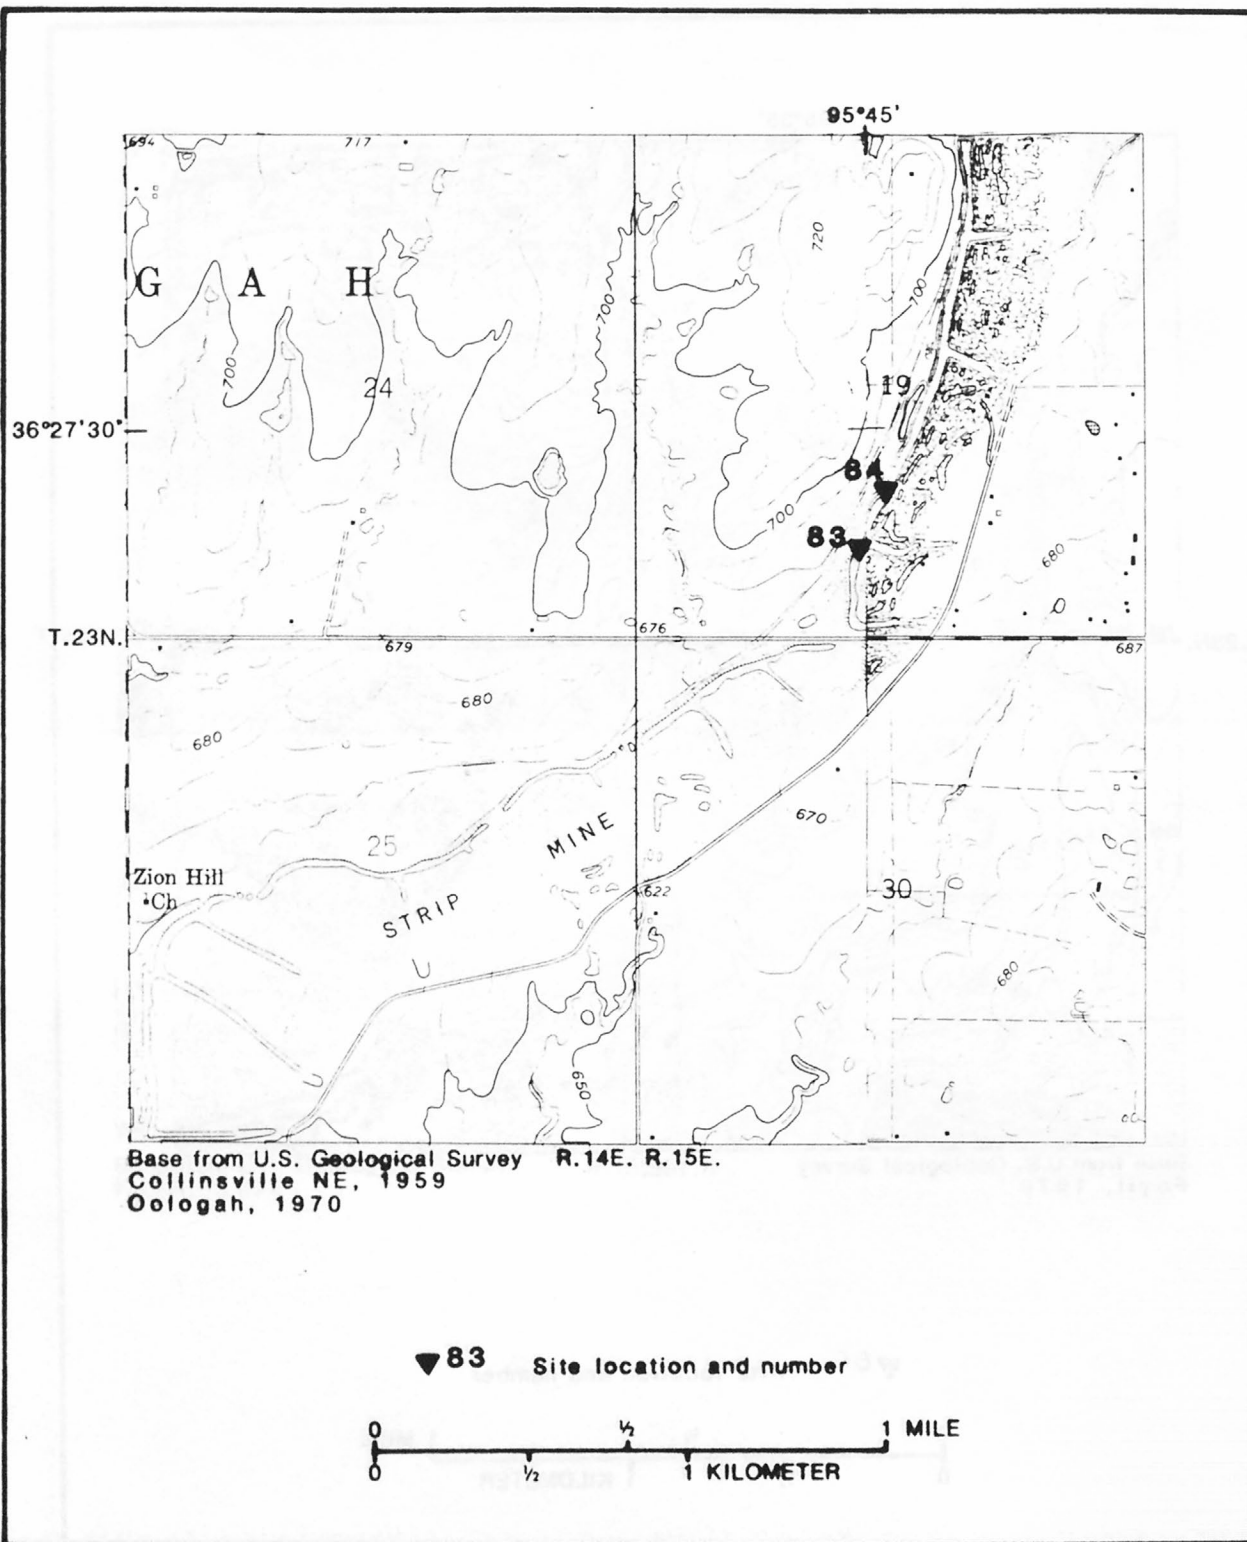 95°45'
694
717
720
700
G A H
700
700
24
19
36°27'30"
84
700
83
680
T.23N.
676
679
687
680
680
670
MINE
25
Zion Hill
Ch
30
STRIP
622
680
650
Base from U.S. Geological Survey R.14E. R.15E.
Collinsville NE, 1959
Oologah, 1970
83 Site location and number
0 ½ 1 MILE
0 ½ 1 KILOMETER